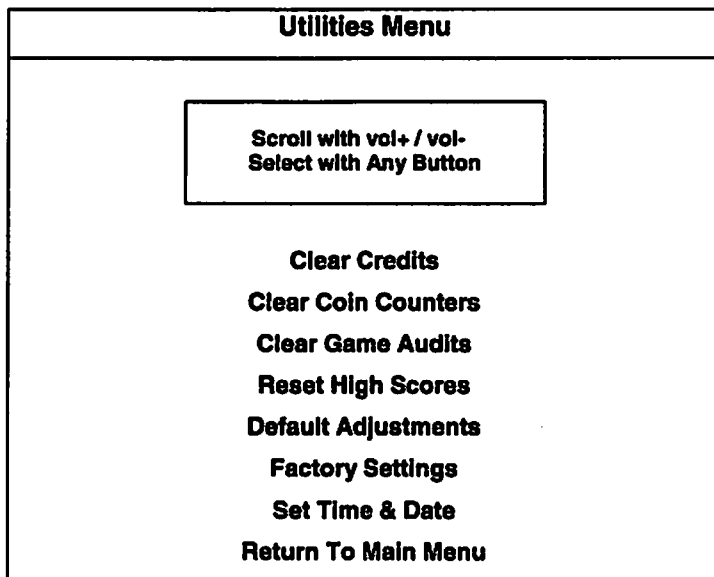 Utilities Menu
Scroll with vol+ / vol-
Select with Any Button
Clear Credits
Clear Coin Counters
Clear Game Audits
Reset High Scores
Default Adjustments
Factory Settings
Set Time & Date
Return To Main Menu